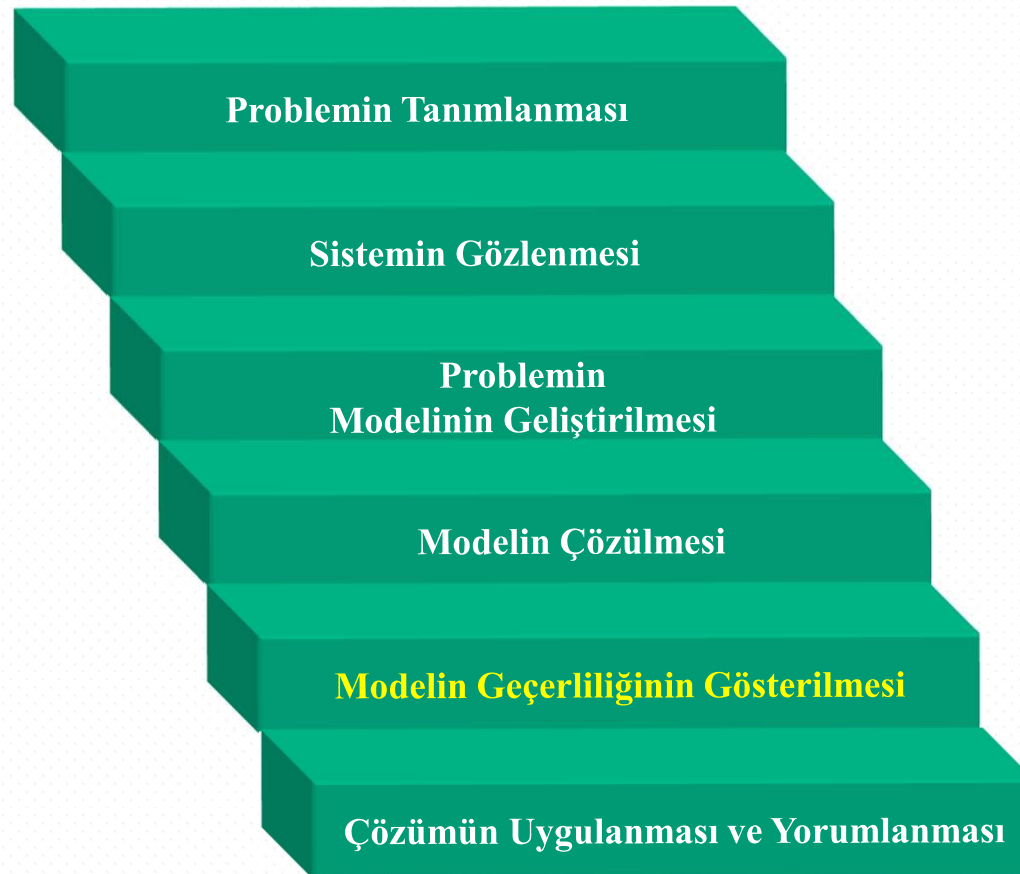 Problemin Tanımlanması
Sistemin Gözlenmesi
Problemin
Modelinin Geliştirilmesi
Modelin Çözülmesi
Modelin Geçerliliğinin Gösterilmesi
Çözümün Uygulanması ve Yorumlanması